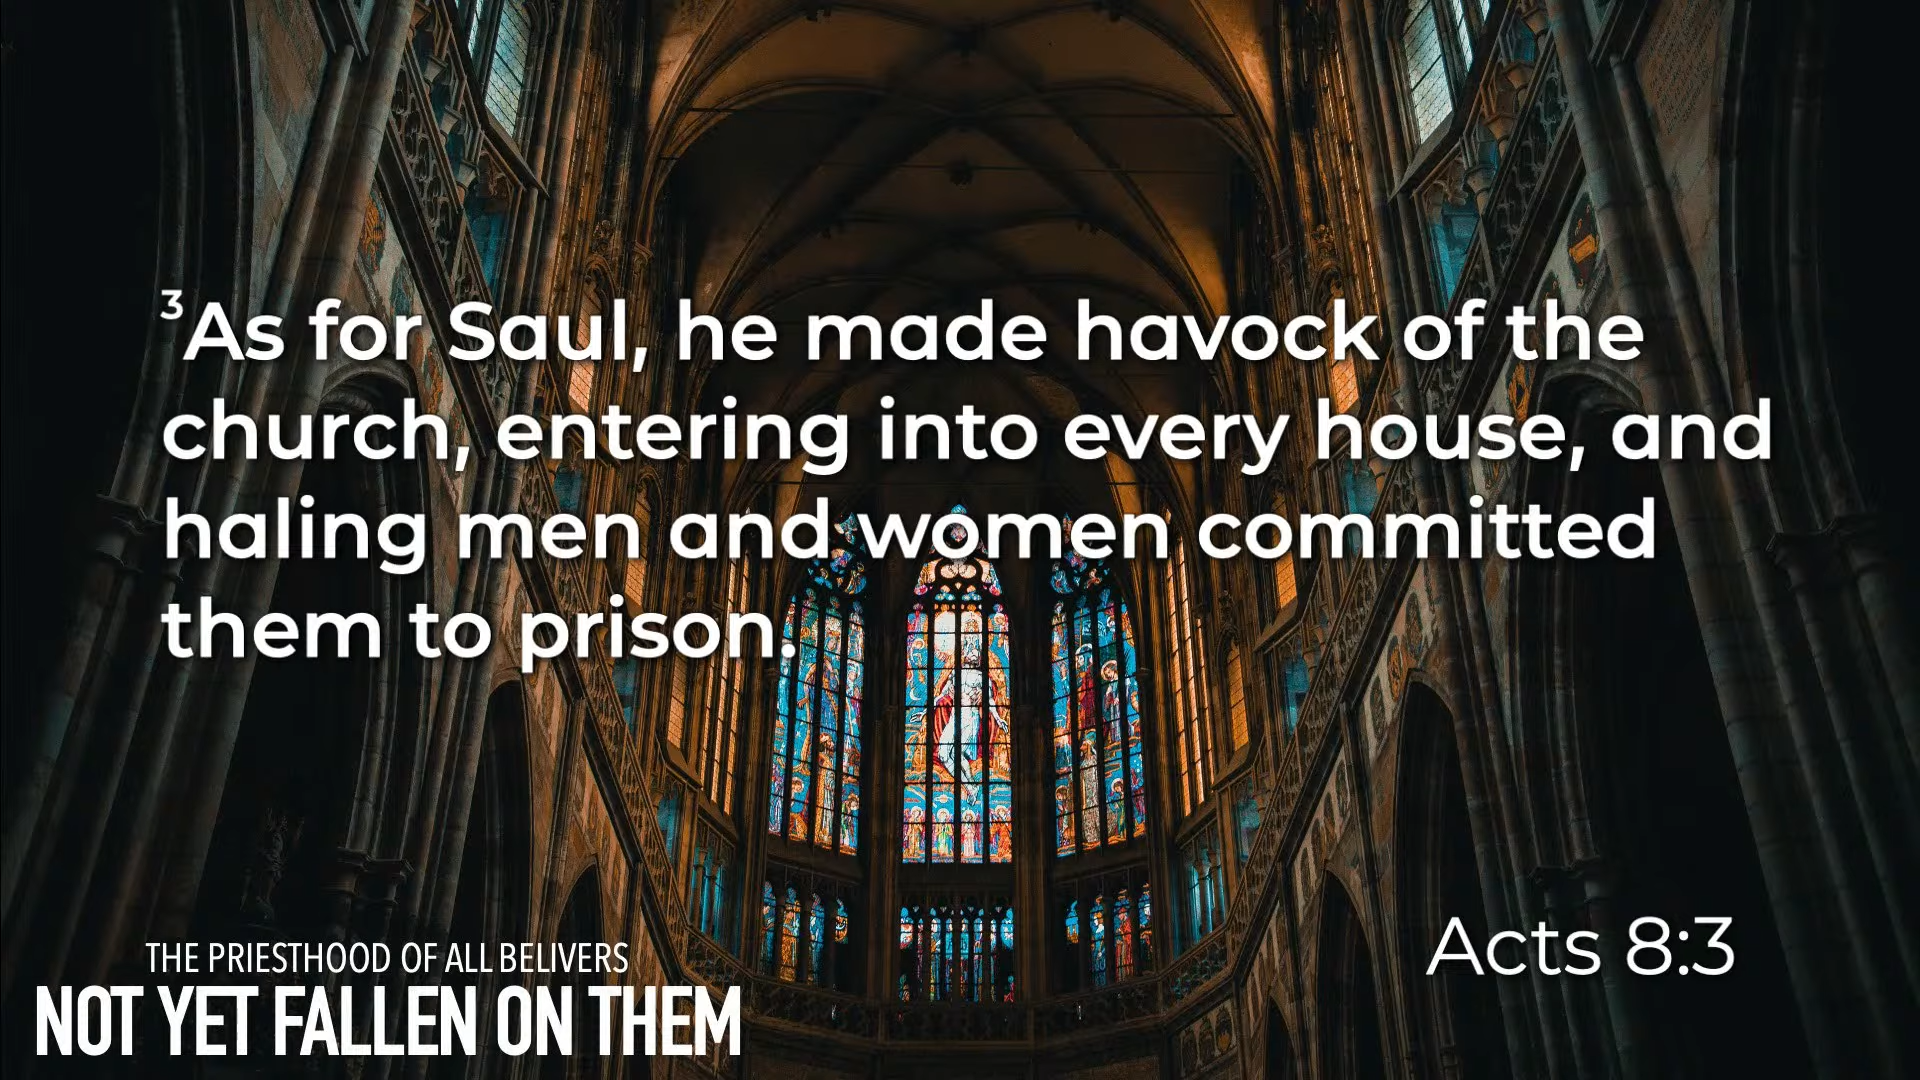 ³As for Saul, he made havock of the
church, entering into every house, and
haling men and women committed
them to prison.
Acts 8:3
THE PRIESTHOOD OF ALL BELIVERS
NOT YET FALLEN ON THEM